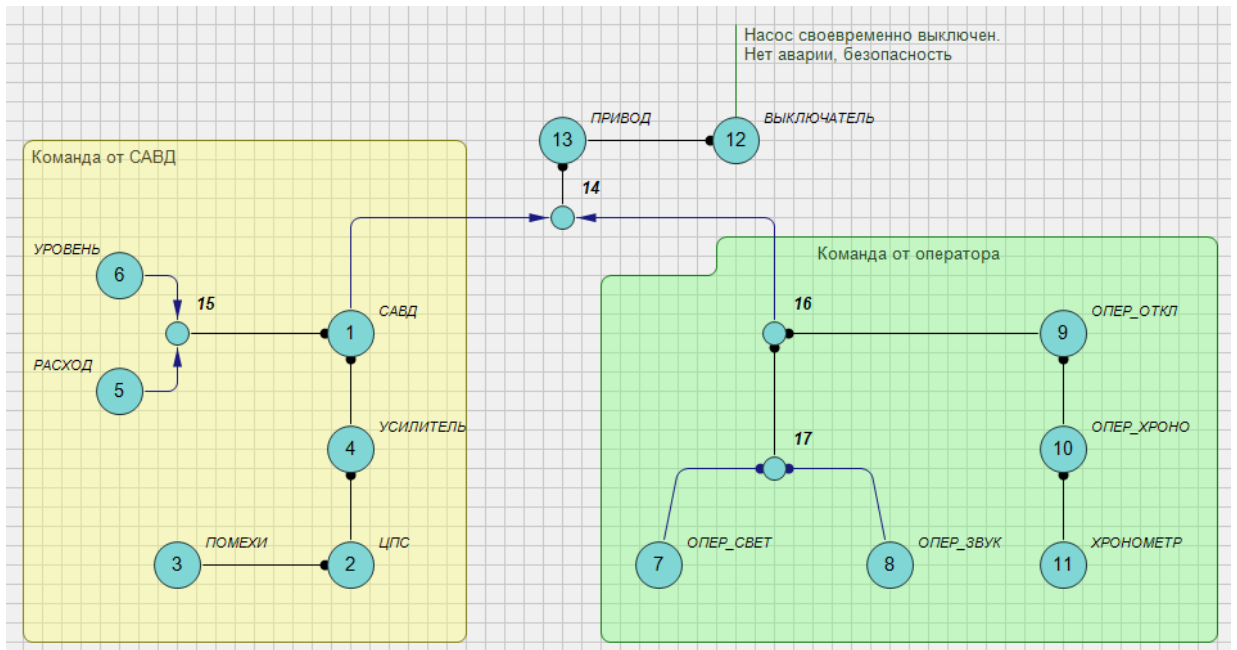 Насос своевременно выключен.
Нет аварии, безопасность
ПРИВОД
ВЫКЛЮЧАТЕЛЬ
13
12
Команда от САВД
14
УРОВЕНЬ
Команда от оператора
6
15
САВД
16
ОПЕР_ОТКЛ
1
9
РАСХОД
5
УСИЛИТЕЛЬ
17
ОПЕР_ХРОНО
4
10
ПОМЕХИ
ЦПС
ОПЕР_СВЕТ
ОПЕР_ЗВУК
ХРОНОМЕТР
3
2
7
8
11